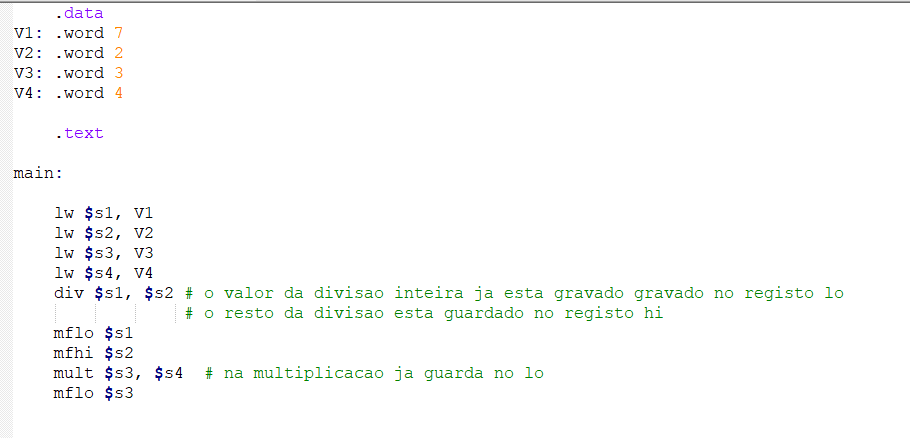 .data
V1: .word 7
V2: .word 2
V3: .word 3
V4: .word 4
.text
main:
lw $s1, V1
lw $s2, V2
lw $s3, V3
lw $s4, V4
div $s1, $s2 # o valor da divisao inteira ja esta gravado gravado no registo lo
# o resto da divisao esta guardado no registo hi
mflo $s1
mfhi $s2
mult $s3, $s4  # na multiplicacao ja guarda no lo
mflo $s3